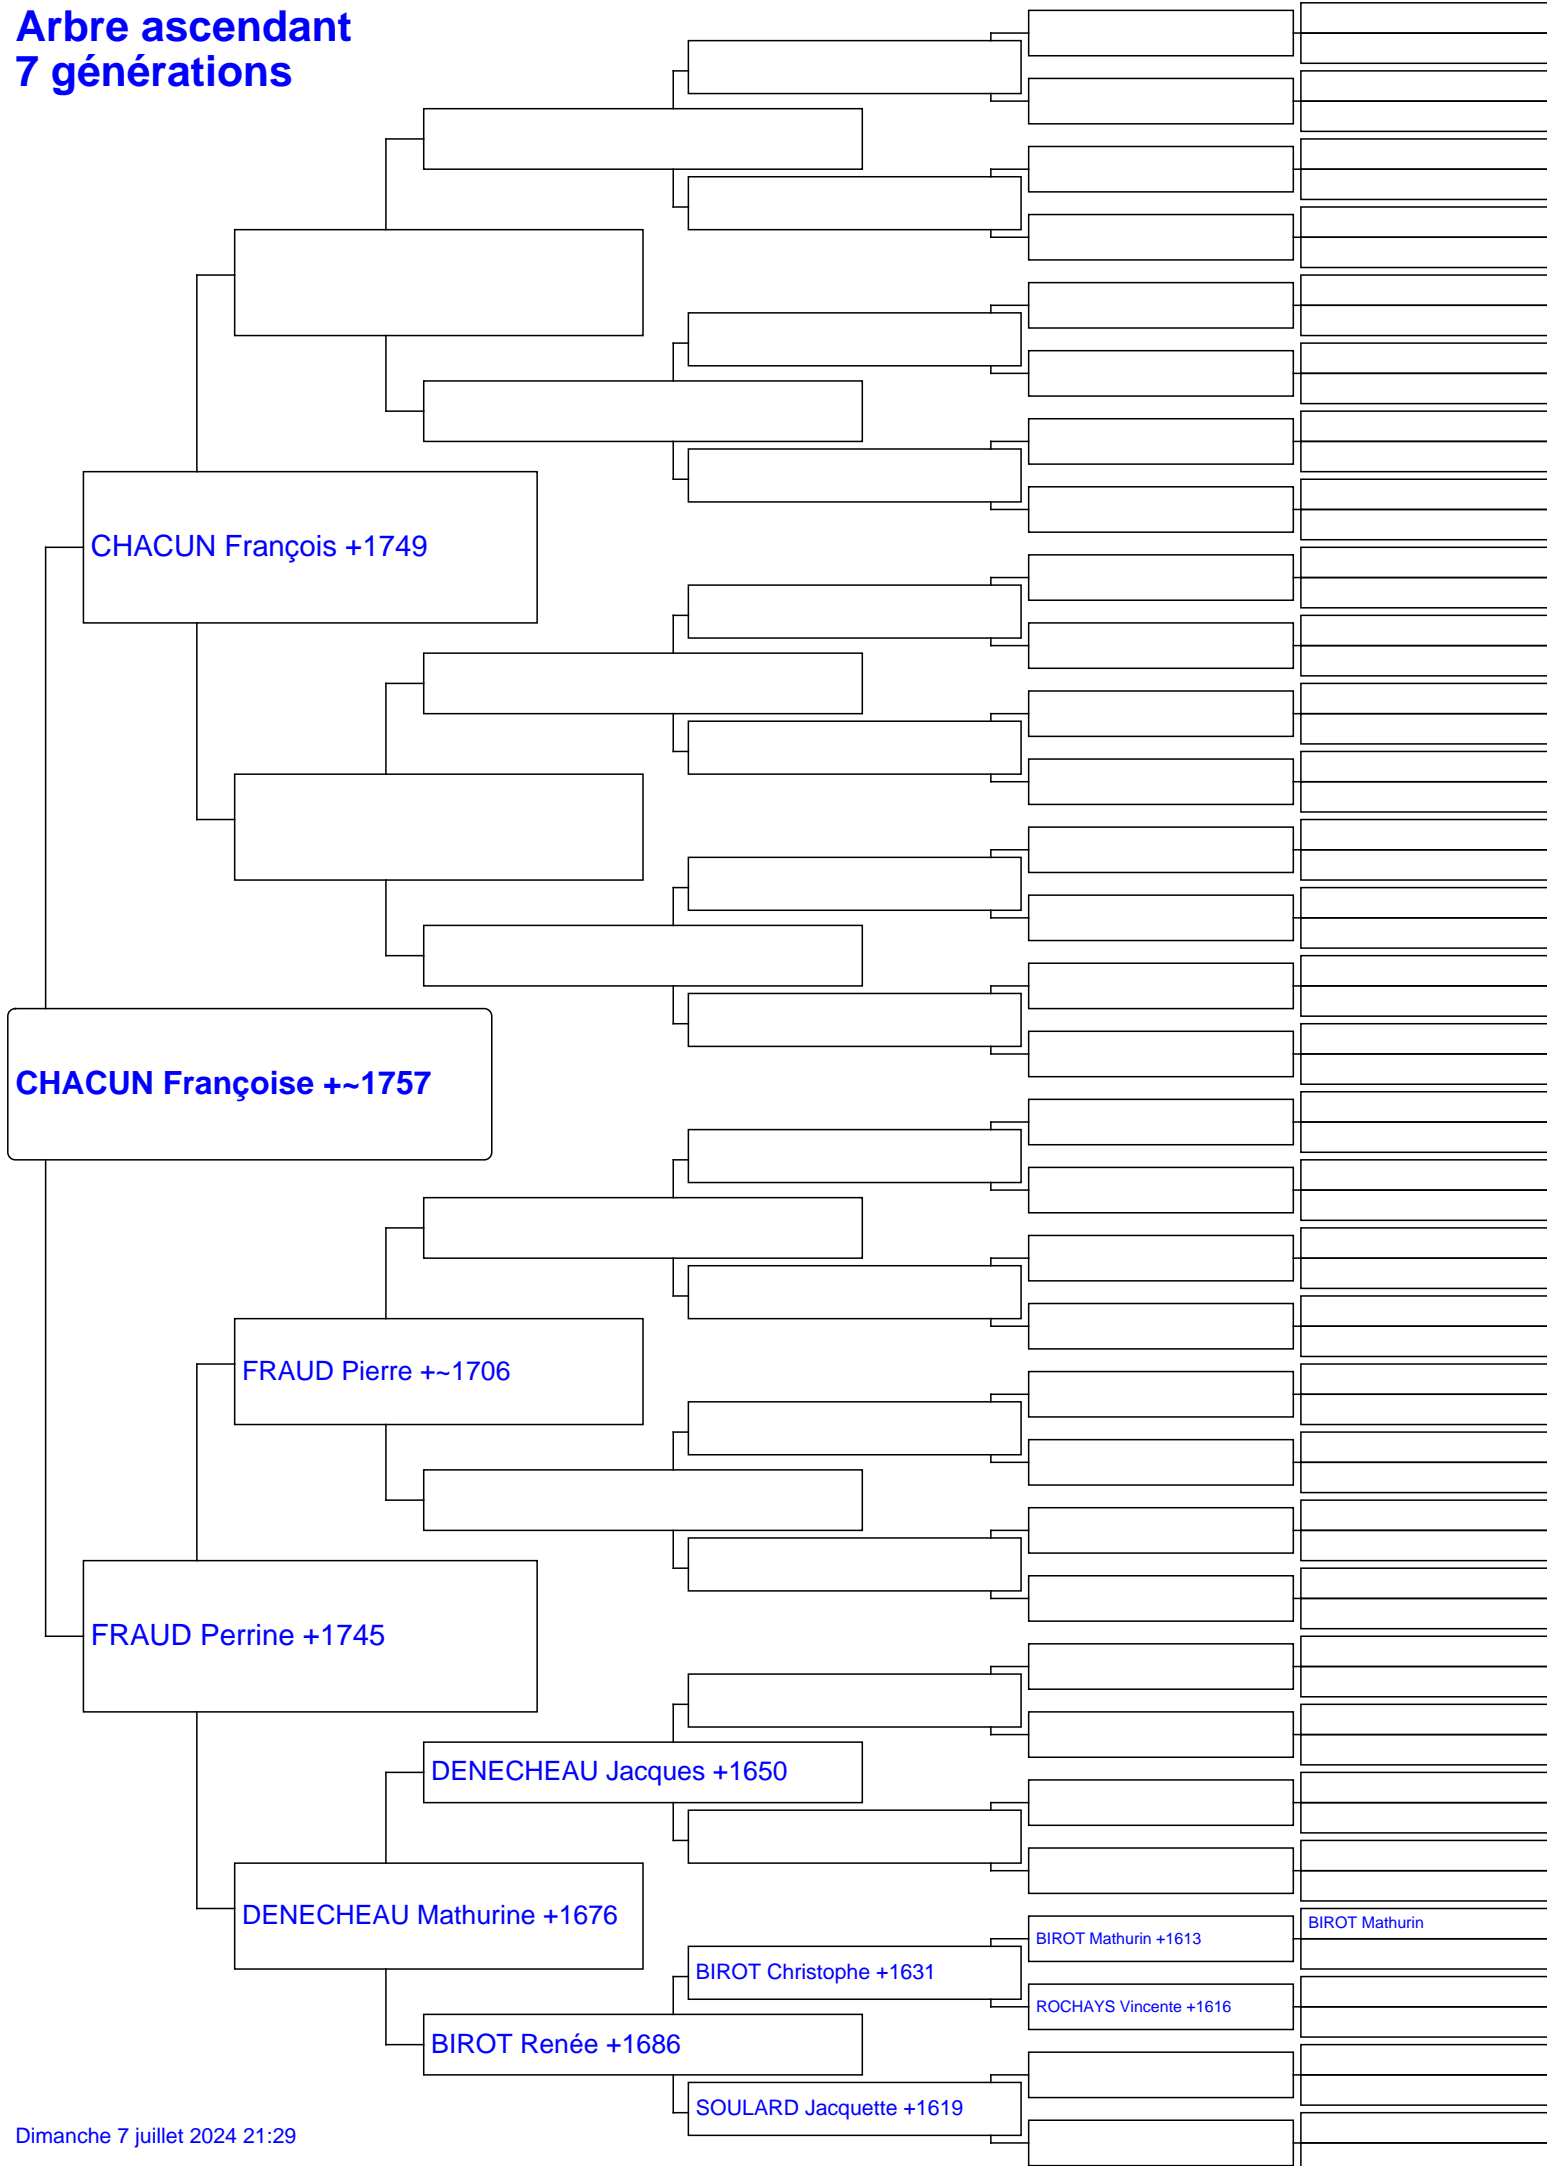 Arbre ascendant
7 générations
CHACUN François +1749
CHACUN Françoise +~1757
FRAUD Pierre +~1706
FRAUD Perrine +1745
DENECHEAU Jacques +1650
DENECHEAU Mathurine +1676
BIROT Mathurin
BIROT Mathurin +1613
BIROT Christophe +1631
ROCHAYS Vincente +1616
BIROT Renée +1686
SOULARD Jacquette +1619
Dimanche 7 juillet 2024 21:29